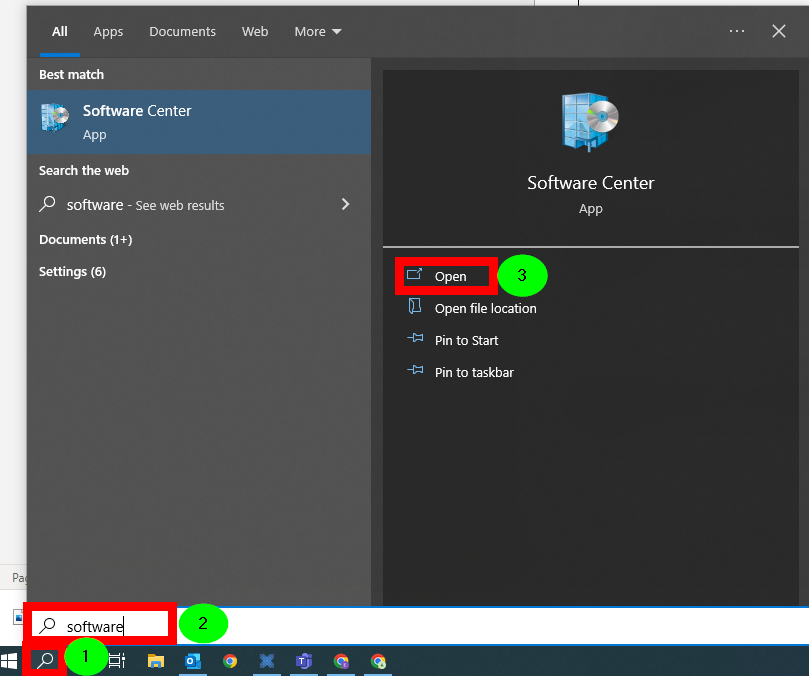 All Apps Documents Web More
Best match
Software Center
App
Search the web
software - See web results
Documents (1+)
Settings (6)
Software Center
App
Open
3
Open file location
Pin to Start
Pin to taskbar
software
2
1